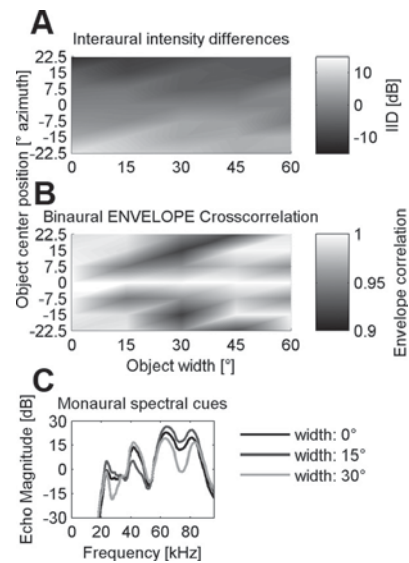 A
Interaural intensity differences
Object center position [° azimuth]
22.5
15
7.5
0
-7.5
-15
-22.5
0 15 30 45 60
10
0
-10
IID [dB]
B
Binaural ENVELOPE Crosscorrelation
22.5
15
7.5
0
-7.5
-15
-22.5
0 15 30 45 60
Object width [°]
1
0.95
0.9
Envelope correlation
C
Monaural spectral cues
Echo Magnitude [dB]
30
15
0
-15
-30
0 20 40 60 80
Frequency [kHz]
width: 0°
width: 15°
width: 30°